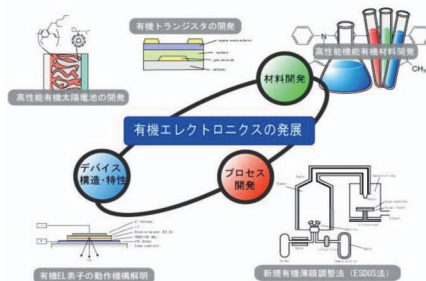 有機トランジスタの開発
高性能機能有機材料開発
CH₃
高性能有機太陽電池の開発
材料開発
有機エレクトロニクスの発展
デバイス
構造・特性
プロセス
開発
有機EL素子の動作機構解明
新規有機薄膜調整法（ESDUS法）